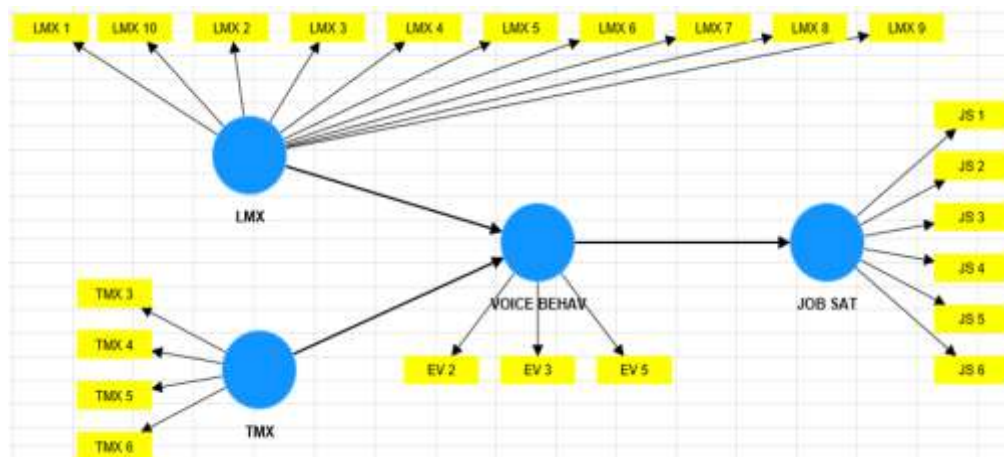 LMX 1 LMX 10 LMX 2 LMX 3 LMX 4 LMX 5 LMX 6 LMX 7 LMX 8 LMX 9
JS 1
JS 2
LMX
JS 3
JS 4
TMX 3
VOICE BEHAV
JOB SAT
JS 5
TMX 4
EV 2 EV 3 EV 5
JS 6
TMX 5
TMX
TMX 6